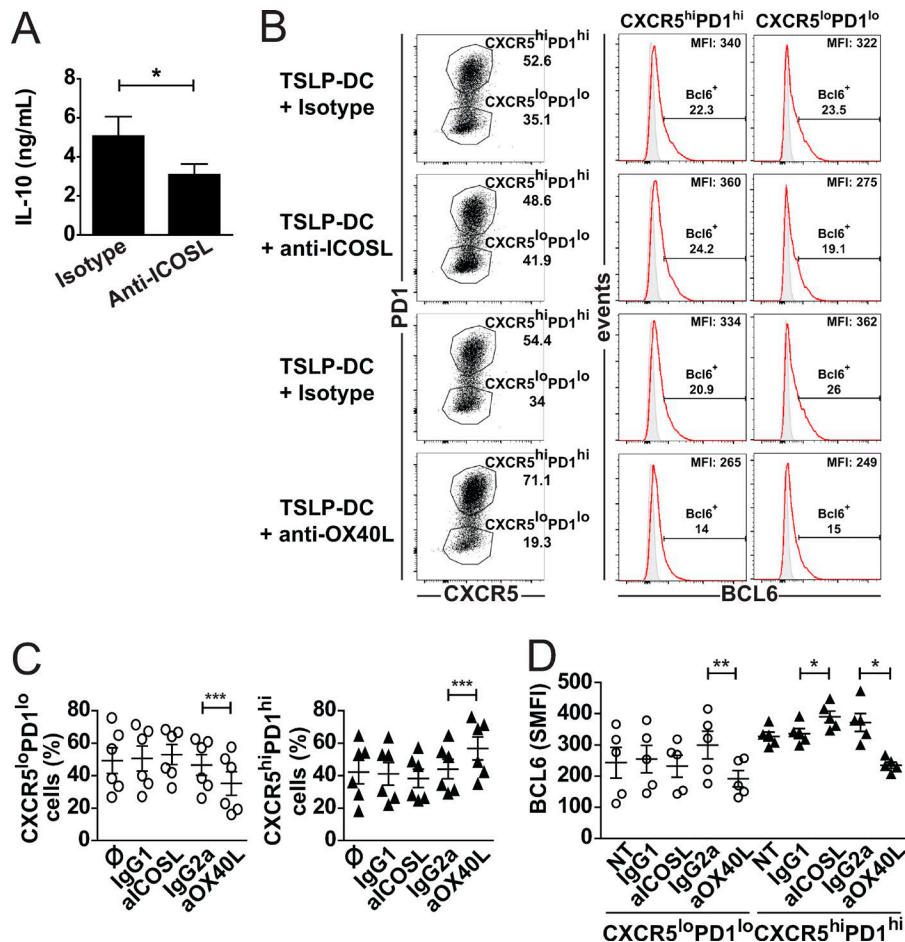 A
IL-10 (ng/mL)
8
6
4
2
0
*
Isotype
Anti-ICOSL
B
CXCR5hiPD1hi
CXCR5loPD1lo
TSLP-DC
+ Isotype
CXCR5hiPD1hi
52.6
CXCR5loPD1lo
35.1
MFI: 340
Bcl6+
22.3
MFI: 322
Bcl6+
23.5
TSLP-DC
+ anti-ICOSL
CXCR5hiPD1hi
48.6
CXCR5loPD1lo
41.9
MFI: 360
Bcl6+
24.2
MFI: 275
Bcl6+
19.1
TSLP-DC
+ Isotype
CXCR5hiPD1hi
54.4
CXCR5loPD1lo
34
MFI: 334
Bcl6+
20.9
MFI: 362
Bcl6+
26
TSLP-DC
+ anti-OX40L
CXCR5hiPD1hi
71.1
CXCR5loPD1lo
19.3
MFI: 265
Bcl6+
14
MFI: 249
Bcl6+
15
PD1
events
CXCR5
BCL6
C
CXCR5loPD1lo
cells (%)
80
60
40
20
0
***
Ø
IgG1
aICOSL
IgG2a
aOX40L
CXCR5hiPD1hi
cells (%)
80
60
40
20
0
***
Ø
IgG1
aICOSL
IgG2a
aOX40L
D
BCL6 (SMFI)
500
400
300
200
100
0
**
*
*
NT
IgG1
aICOSL
IgG2a
aOX40L
NT
IgG1
aICOSL
IgG2a
aOX40L
CXCR5loPD1lo
CXCR5hiPD1hi